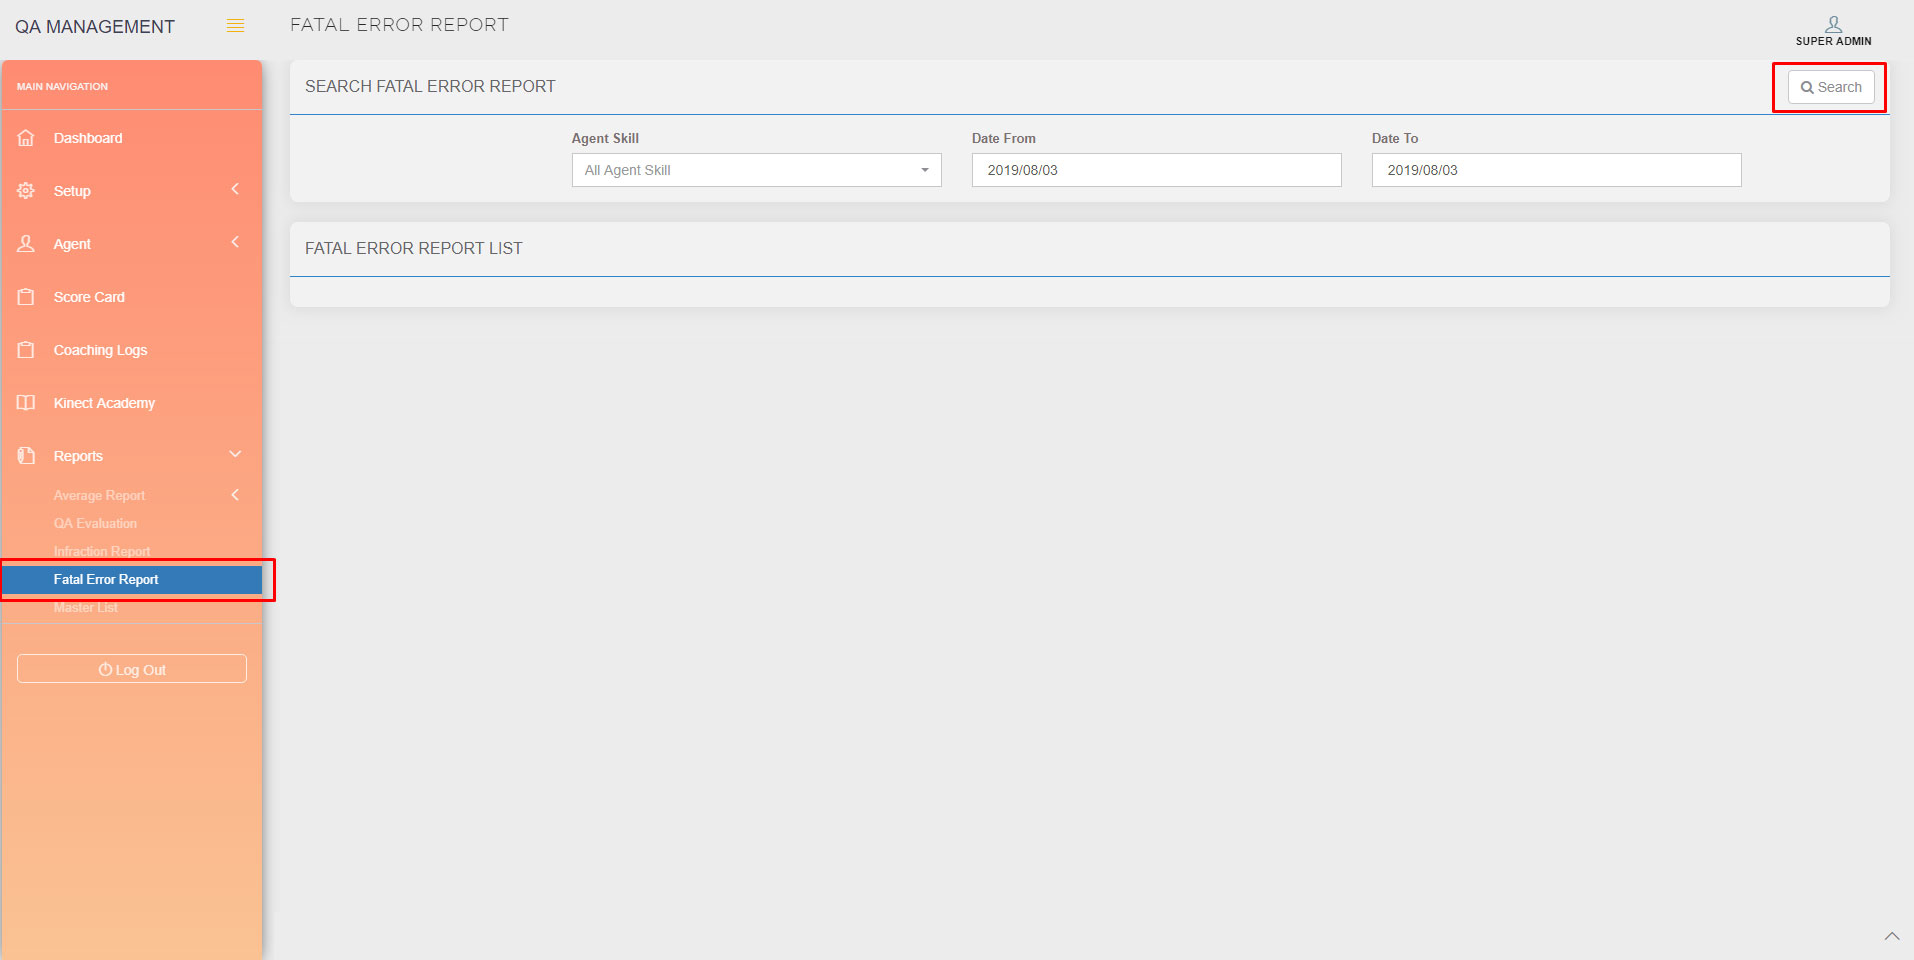 QA MANAGEMENT
FATAL ERROR REPORT
SUPER ADMIN
MAIN NAVIGATION
Dashboard
Setup
Agent
Score Card
Coaching Logs
Kinect Academy
Reports
Average Report
QA Evaluation
Infraction Report
Fatal Error Report
Master List
Log Out
SEARCH FATAL ERROR REPORT
Search
Agent Skill
Date From
Date To
All Agent Skill
2019/08/03
2019/08/03
FATAL ERROR REPORT LIST